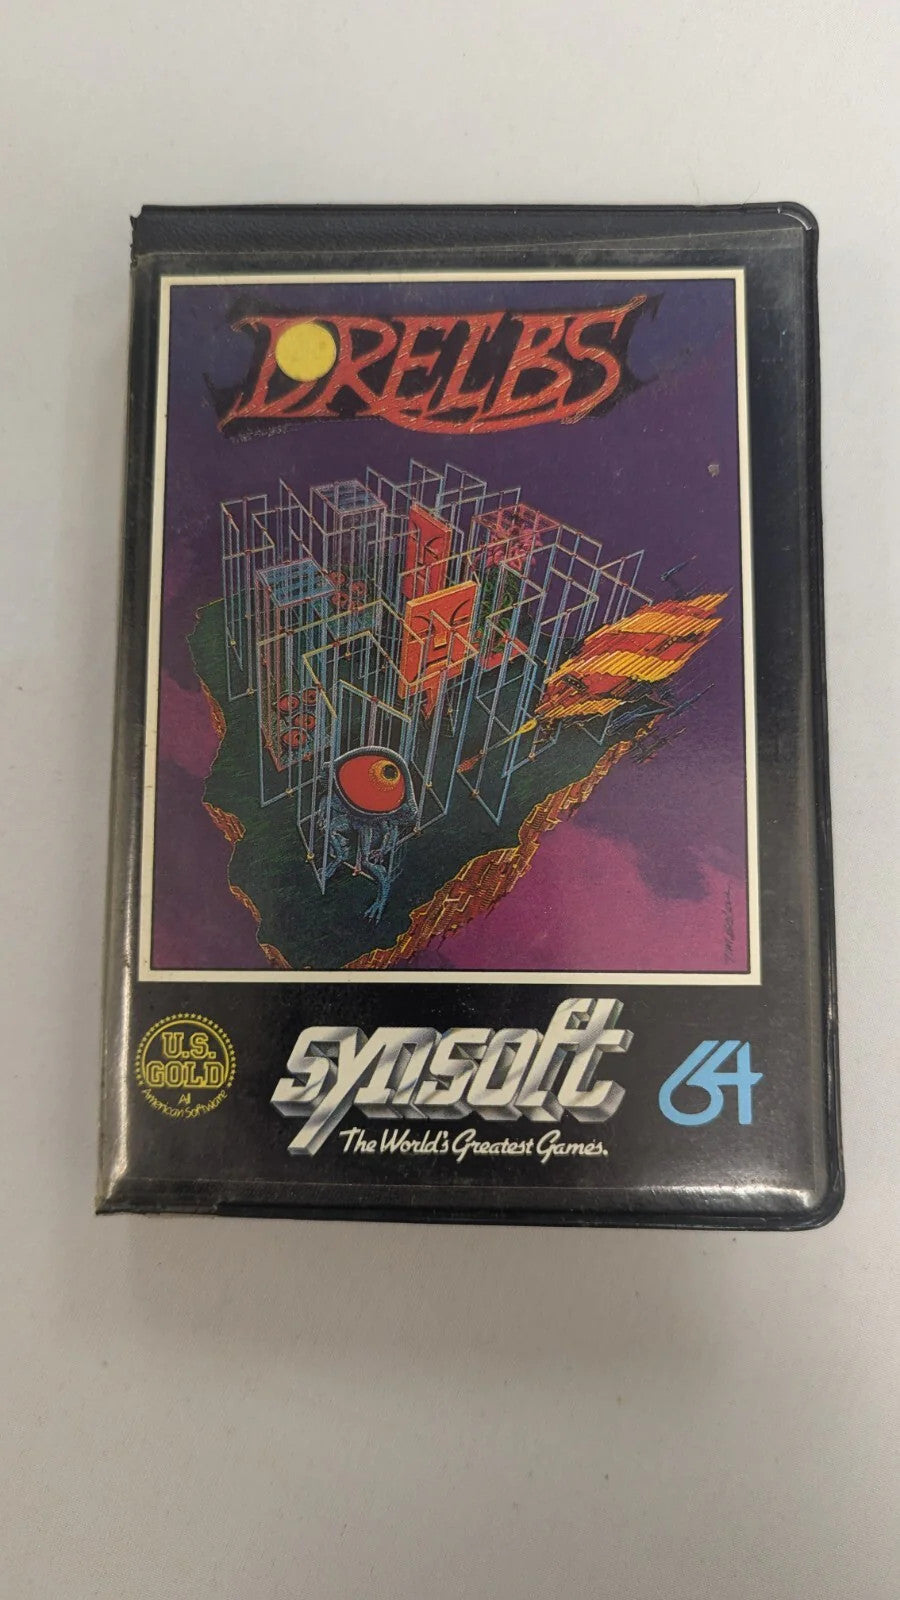 DRELBS
U.S.
GOLD
All
American Software
synsoft
The World's Greatest Games.
64